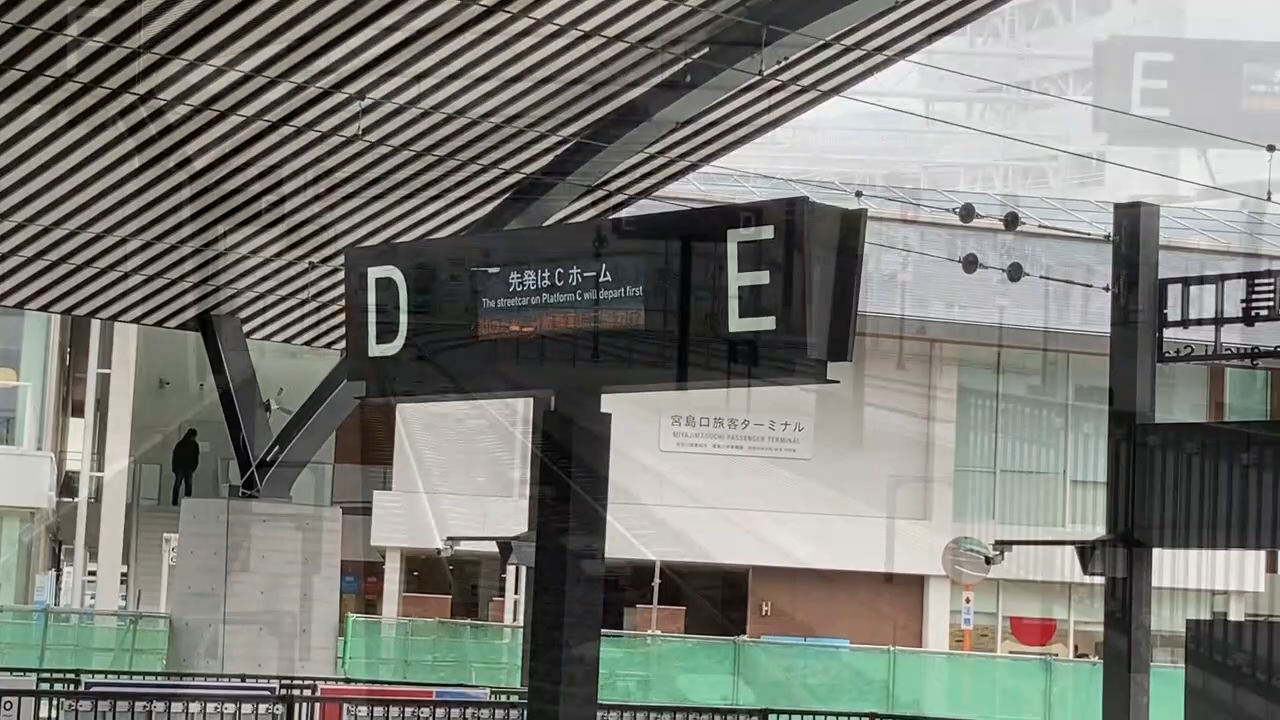 E
D
先発は C ホーム
The streetcar on Platform C will depart first
E
宮島口旅客ターミナル
MIYAJIMAGUCHI PASSENGER TERMINAL
H